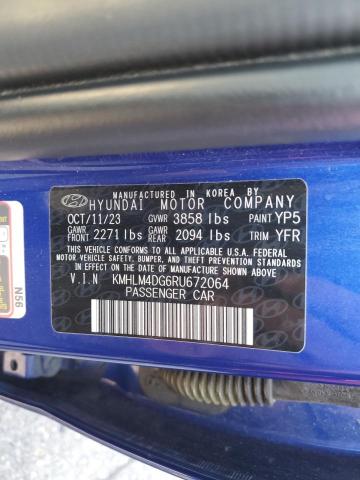 MANUFACTURED IN KOREA BY
HYUNDAI MOTOR COMPANY
OCT/11/23 GVWR 3858 lbs PAINT YP5
GAWR FRONT 2271 lbs GAWR REAR 2094 lbs TRIM YFR
THIS VEHICLE CONFORMS TO ALL APPLICABLE U.S.A. FEDERAL
MOTOR VEHICLE SAFETY, BUMPER, AND THEFT PREVENTION STANDARDS
IN EFFECT ON THE DATE OF MANUFACTURE SHOWN ABOVE.
V.I.N KMHLM4DG6RU672064
PASSENGER CAR
N56